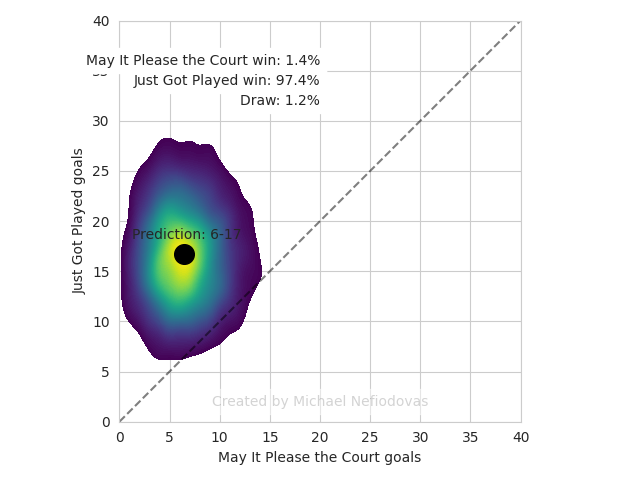 40
May It Please the Court win: 1.4%
Just Got Played win: 97.4%
Draw: 1.2%
30
25
20
15
10
5
0
Just Got Played goals
Prediction: 6-17
Created by Michael Nefiodovas
0 5 10 15 20 25 30 35 40
May It Please the Court goals